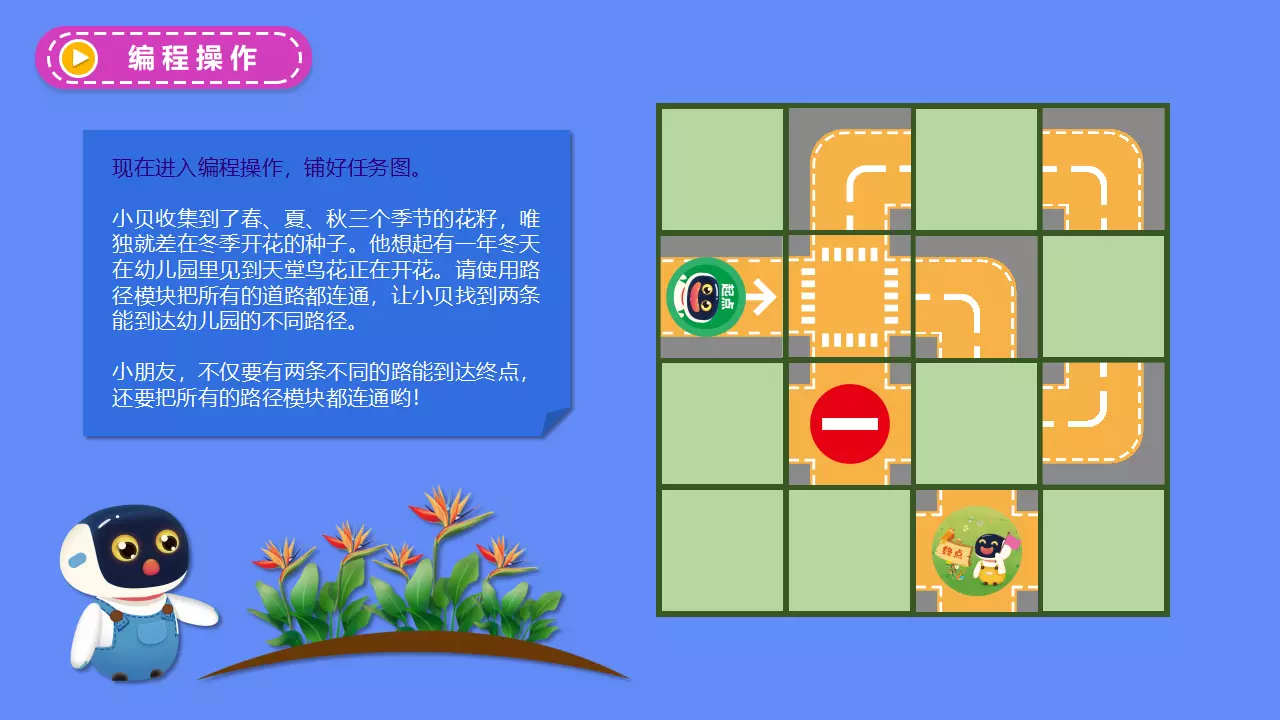 编程操作
现在进入编程操作，铺好任务图。
小贝收集到了春、夏、秋三个季节的花籽，唯
独就差在冬季开花的种子。他想起有一年冬天
在幼儿园里见到天堂鸟花正在开花。请使用路
径模块把所有的道路都连通，让小贝找到两条
能到达幼儿园的不同路径。
小朋友，不仅要有两条不同的路能到达终点，
还要把所有的路径模块都连通哟！
起点
终点